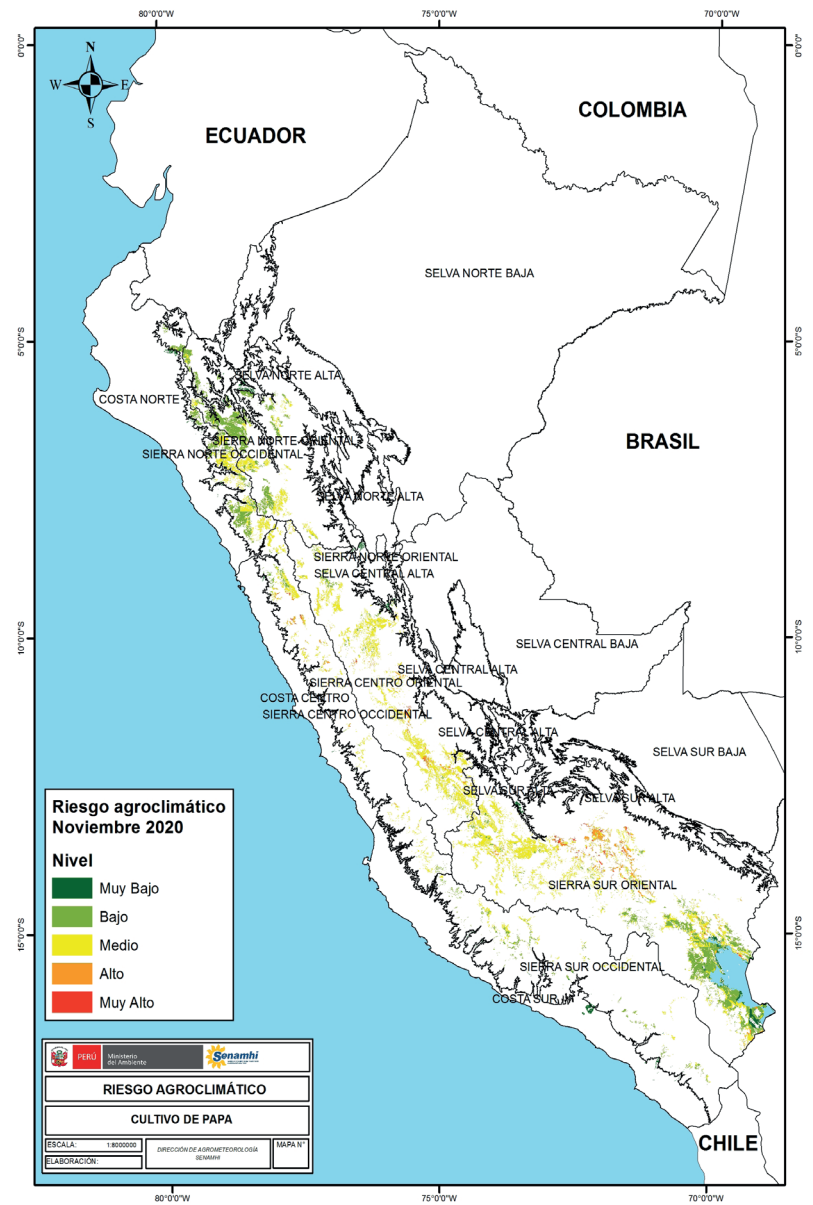 80°0'0"W 75°0'0"W 70°0'0"W
0°0'0" 0°0'0"
N
W E
S
COLOMBIA
ECUADOR
SELVA NORTE BAJA
5°0'0"S 5°0'0"S
SELVA NORTE ALTA
COSTA NORTE
SIERRA NORTE ORIENTAL
BRASIL
SIERRA NORTE OCCIDENTAL
SELVA NORTE ALTA
SIERRA NORTE ORIENTAL
SELVA CENTRAL ALTA
10°0'0"S 10°0'0"S
SELVA CENTRAL BAJA
SELVA CENTRAL ALTA
SIERRA CENTRO ORIENTAL
COSTA CENTRO
SIERRA CENTRO OCCIDENTAL
SELVA CENTRAL ALTA
SELVA SUR BAJA
SELVA SUR ALTA
SELVA SUR ALTA
Riesgo agroclimático
Noviembre 2020
Nivel
Muy Bajo
Bajo
Medio
Alto
Muy Alto
SIERRA SUR ORIENTAL
15°0'0"S 15°0'0"S
SIERRA SUR OCCIDENTAL
COSTA SUR
PERÚ Ministerio
del Ambiente
Senamhi
RIESGO AGROCLIMÁTICO
CULTIVO DE PAPA
ESCALA: 1:8000000
ELABORACIÓN:
DIRECCIÓN DE AGROMETEOROLOGÍA
SENAMHI
MAPA N°
CHILE
80°0'0"W 75°0'0"W 70°0'0"W